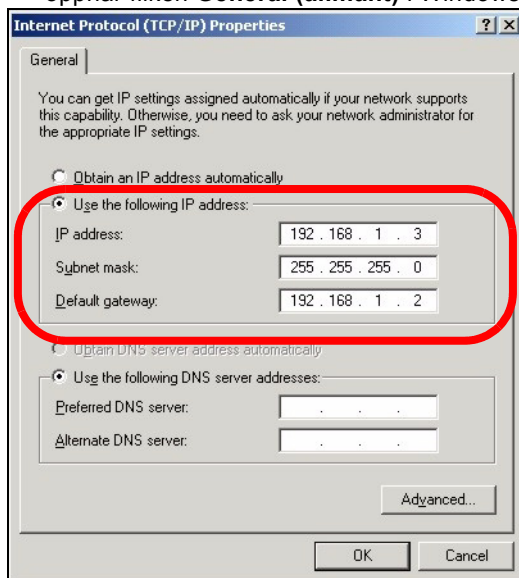 General (allmänt) i Windows
Internet Protocol (TCP/IP) Properties
General
You can get IP settings assigned automatically if your network supports
this capability. Otherwise, you need to ask your network administrator for
the appropriate IP settings.
Obtain an IP address automatically
Use the following IP address:
IP address: 192 . 168 . 1 . 3
Subnet mask: 255 . 255 . 255 . 0
Default gateway: 192 . 168 . 1 . 2
Obtain DNS server address automatically
Use the following DNS server addresses:
Preferred DNS server: . . .
Alternate DNS server: . . .
Advanced...
OK Cancel